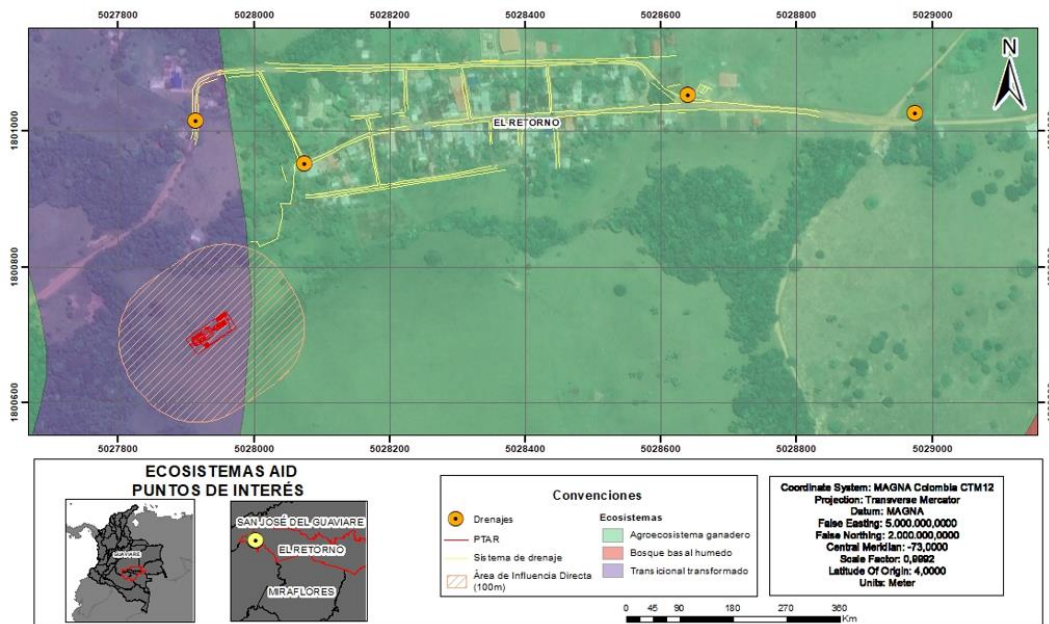 5027800 5028000 5028200 5028400 5028600 5028800 5029000
N
1801000
EL RETORNO
1801000
1800800
1800600
5027800 5028000 5028200 5028400 5028600 5028800 5029000
ECOSISTEMAS AID
PUNTOS DE INTERÉS
GUAVIARE
SAN JOSÉ DEL GUAVIARE
EL RETORNO
MIRAFLORES
Convenciones
Drenajes
PTAR
Sistema de drenaje
Área de Influencia Directa
(100m)
Ecosistemas
Agroecosistema ganadero
Bosque basal humedo
Transicional transformado
Coordinate System: MAGNA Colombia CTM12
Projection: Transverse Mercator
Datum: MAGNA
False Easting: 5.000.000,0000
False Northing: 2.000.000,0000
Central Meridian: -73,0000
Scale Factor: 0,9992
Latitude Of Origin: 4,0000
Units: Meter
0 45 90 180 270 360
Km